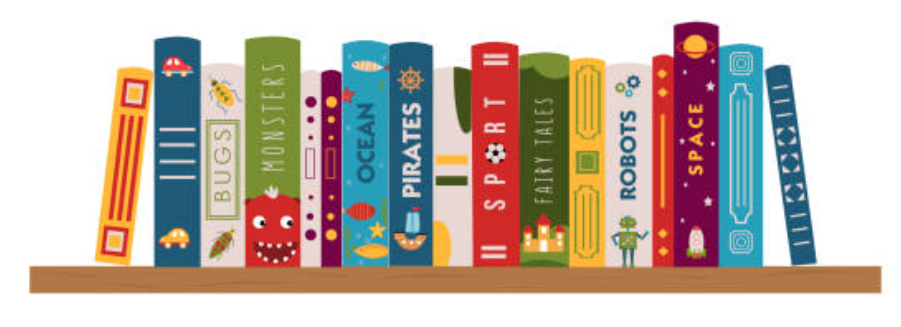 BUGS
MONSTERS
OCEAN
PIRATES
SPORT
FAIRY TALES
ROBOTS
SPACE